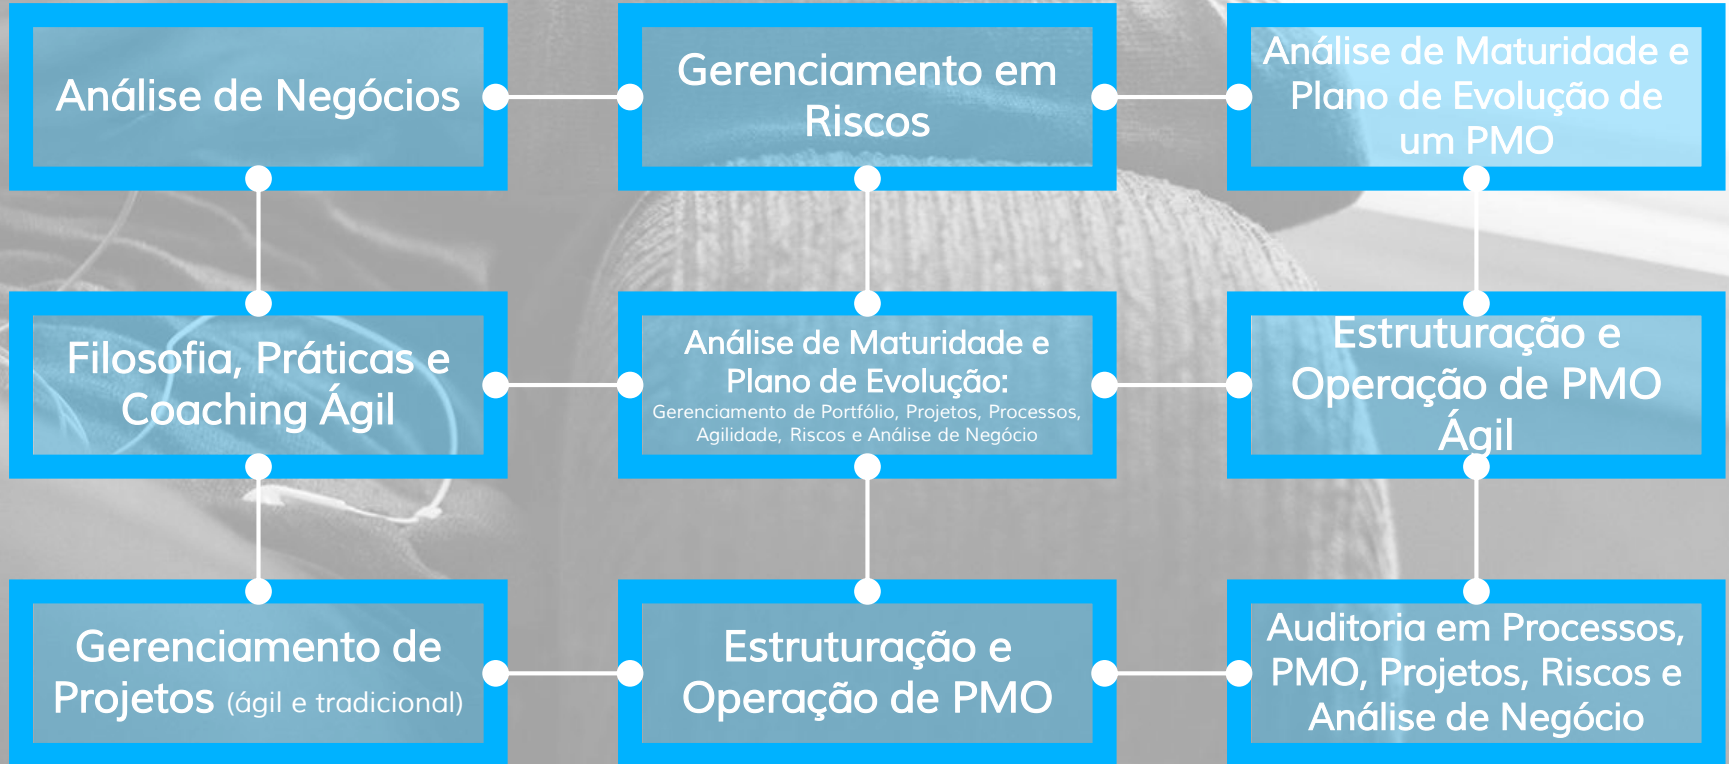 Análise de Negócios
Gerenciamento em
Riscos
Análise de Maturidade e
Plano de Evolução de
um PMO
Filosofia, Práticas e
Coaching Ágil
Análise de Maturidade e
Plano de Evolução:
Gerenciamento de Portfólio, Projetos, Processos,
Agilidade, Riscos e Análise de Negócio
Estruturação e
Operação de PMO
Ágil
Gerenciamento de
Projetos (ágil e tradicional)
Estruturação e
Operação de PMO
Auditoria em Processos,
PMO, Projetos, Riscos e
Análise de Negócio